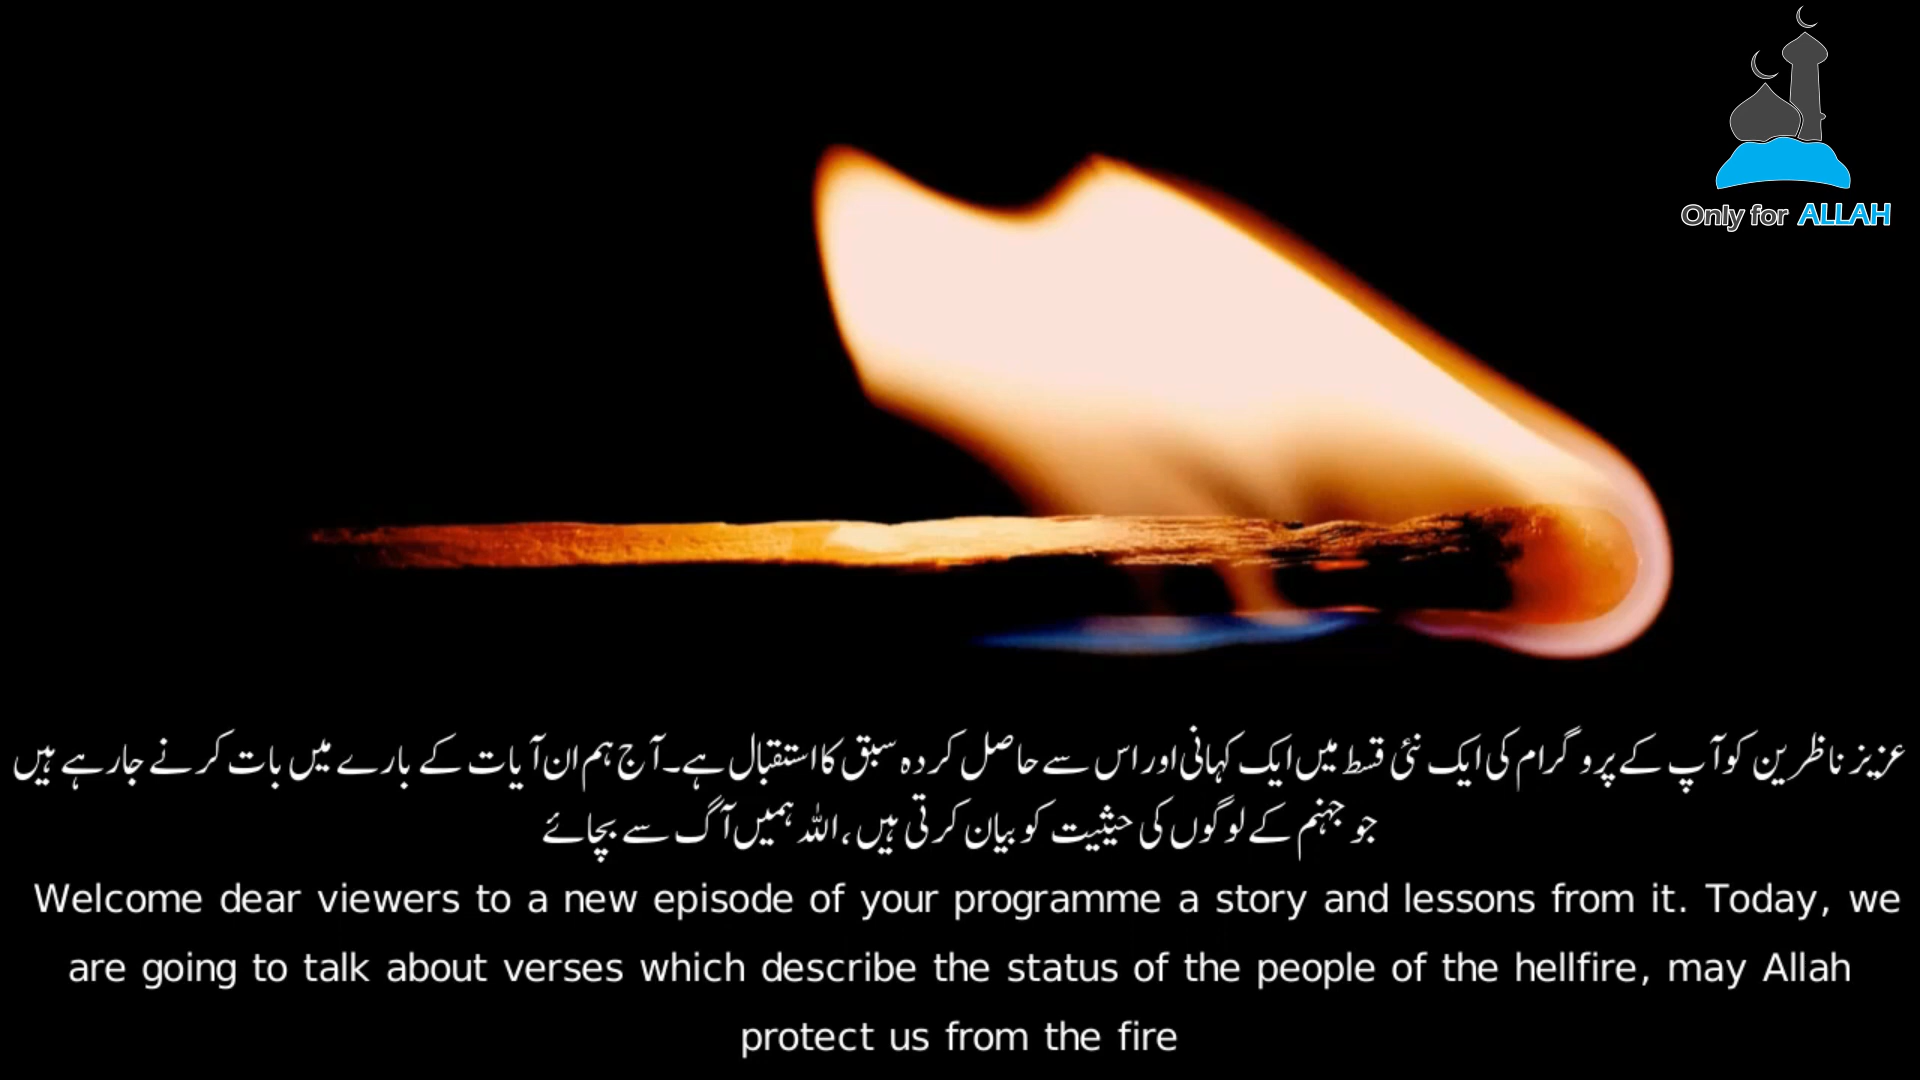 Only for ALLAH
عزیز ناظرین کو آپ کے پروگرام کی ایک نئی قسط میں ایک کہانی اور اس سے حاصل کردہ سبق کا استقبال ہے۔ آج ہم ان آیات کے بارے میں بات کرنے جارہے ہیں
جو جہنم کے لوگوں کی حیثیت کو بیان کرتی ہیں، اللہ ہمیں آگ سے بچائے
Welcome dear viewers to a new episode of your programme a story and lessons from it. Today, we
are going to talk about verses which describe the status of the people of the hellfire, may Allah
protect us from the fire